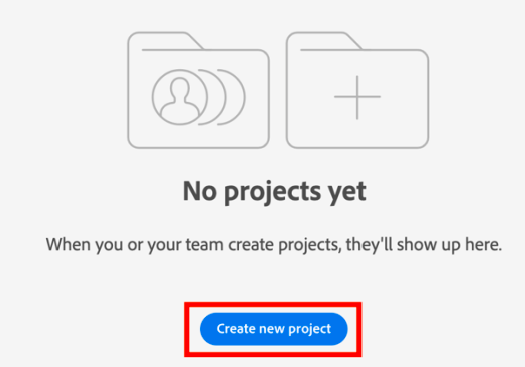 No projects yet
When you or your team create projects, they'll show up here.
Create new project